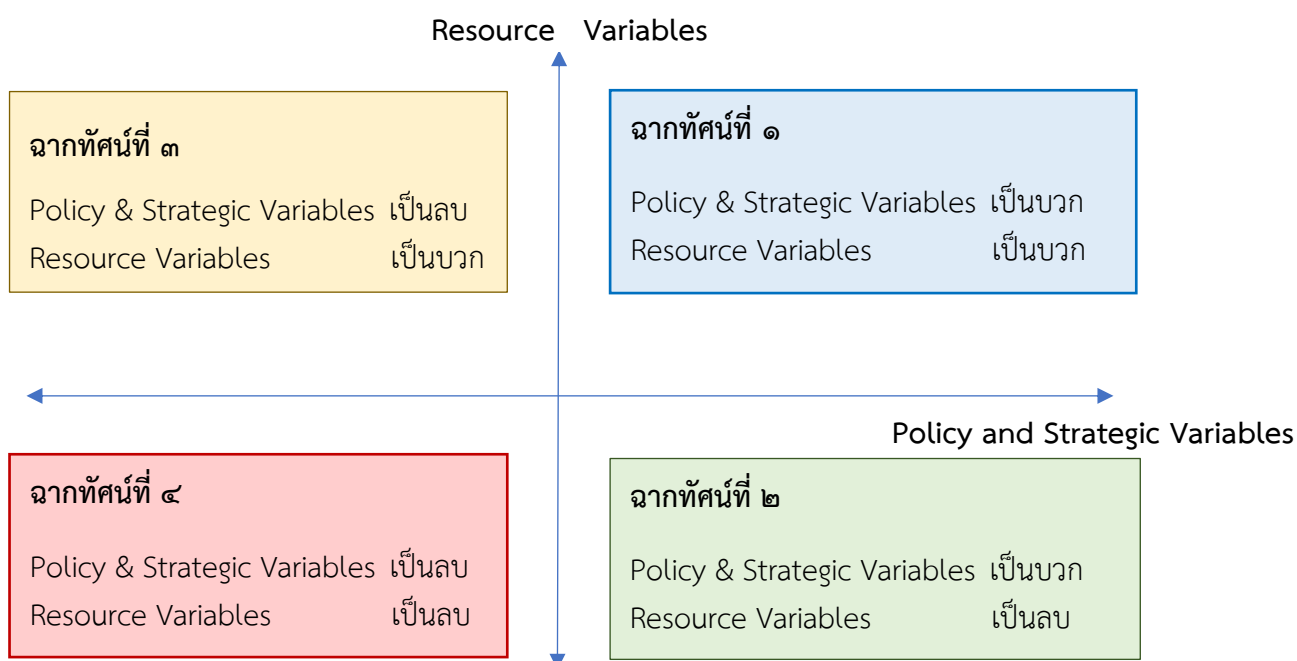 Resource Variables
ฉากทัศน์ที่ ๓
Policy & Strategic Variables เป็นลบ
Resource Variables เป็นบวก
ฉากทัศน์ที่ ๑
Policy & Strategic Variables เป็นบวก
Resource Variables เป็นบวก
Policy and Strategic Variables
ฉากทัศน์ที่ ๔
Policy & Strategic Variables เป็นลบ
Resource Variables เป็นลบ
ฉากทัศน์ที่ ๒
Policy & Strategic Variables เป็นบวก
Resource Variables เป็นลบ